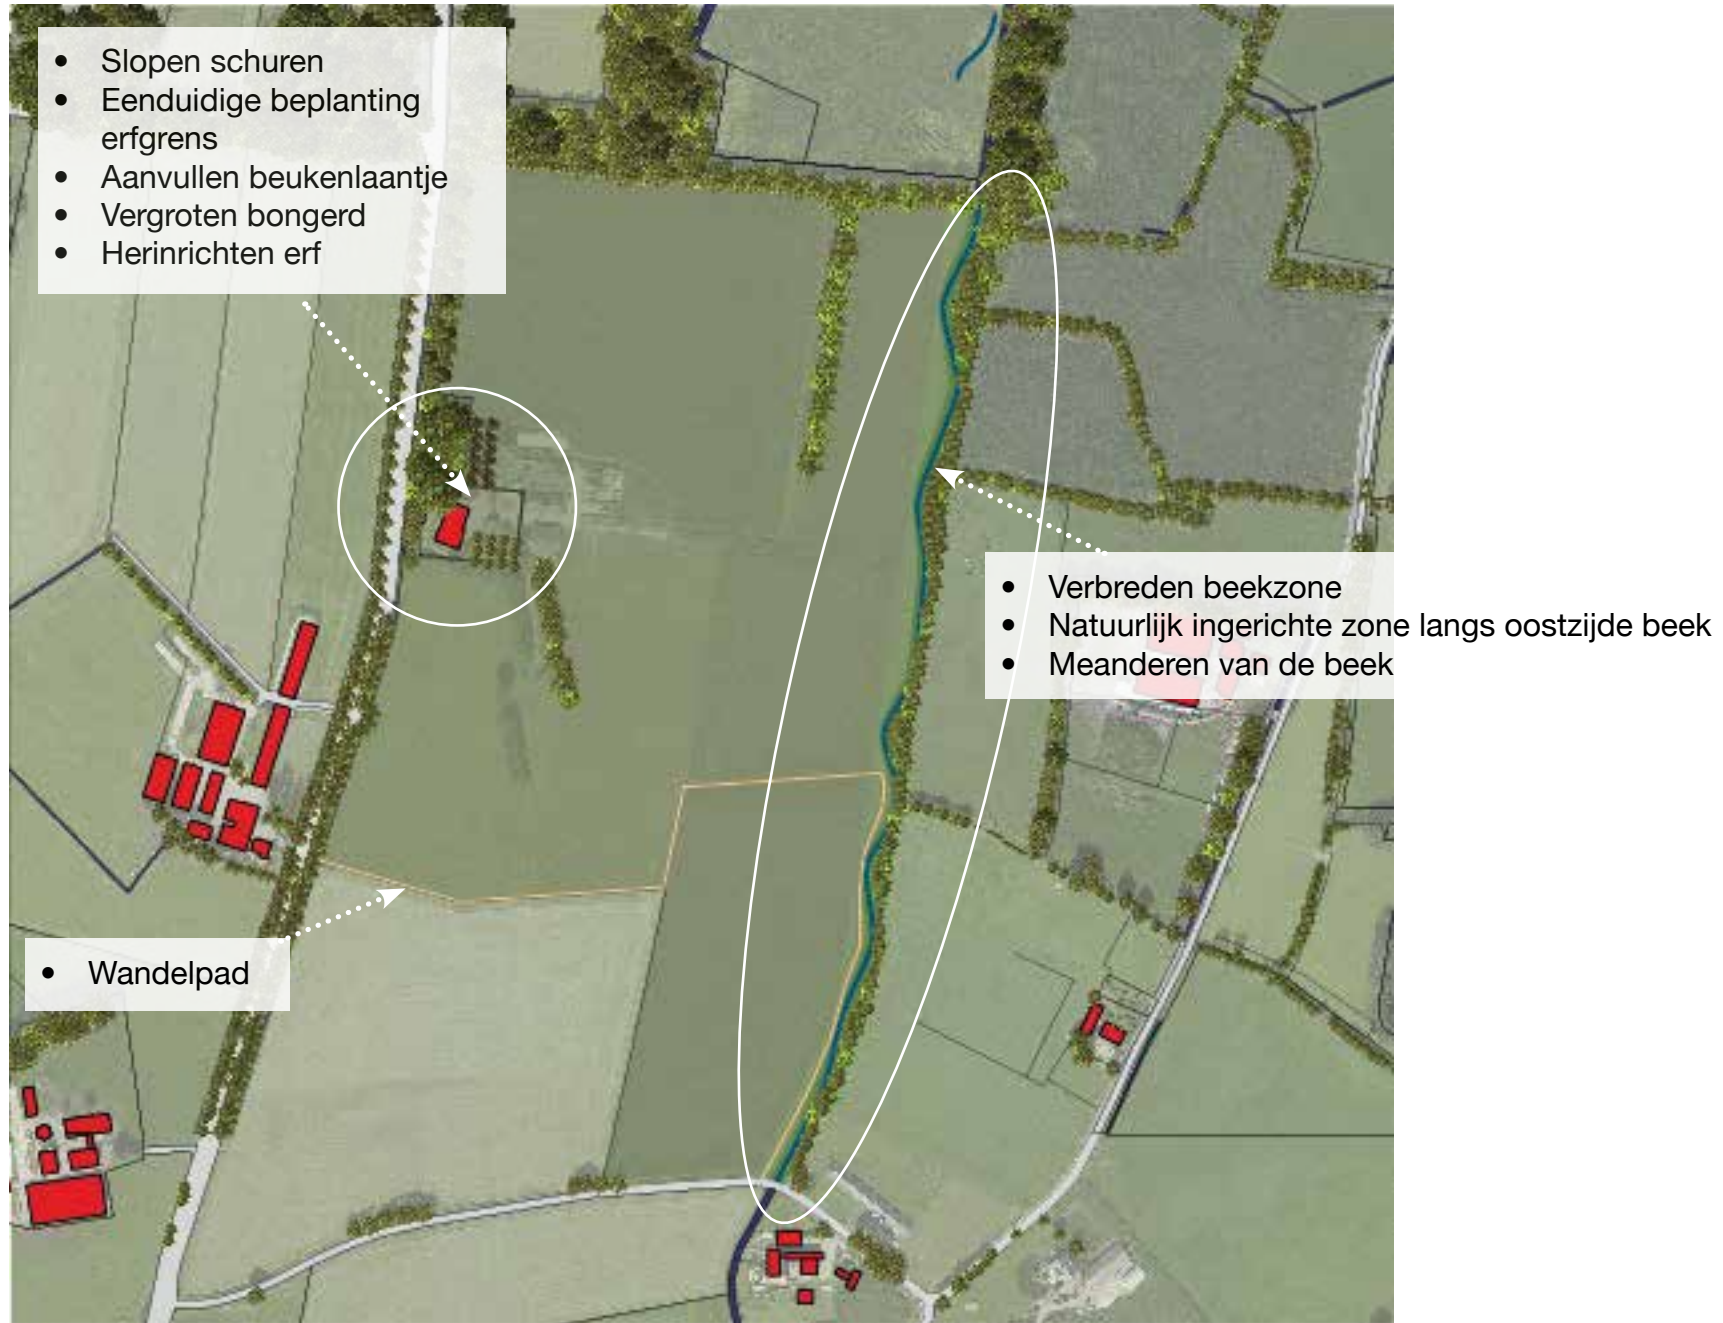 • Slopen schuren
• Eenduidige beplanting
erfgrens
• Aanvullen beukenlaantje
• Vergroten bongerd
• Herinrichten erf
• Verbreden beekzone
• Natuurlijk ingerichte zone langs oostzijde beek
• Meanderen van de beek
• Wandelpad